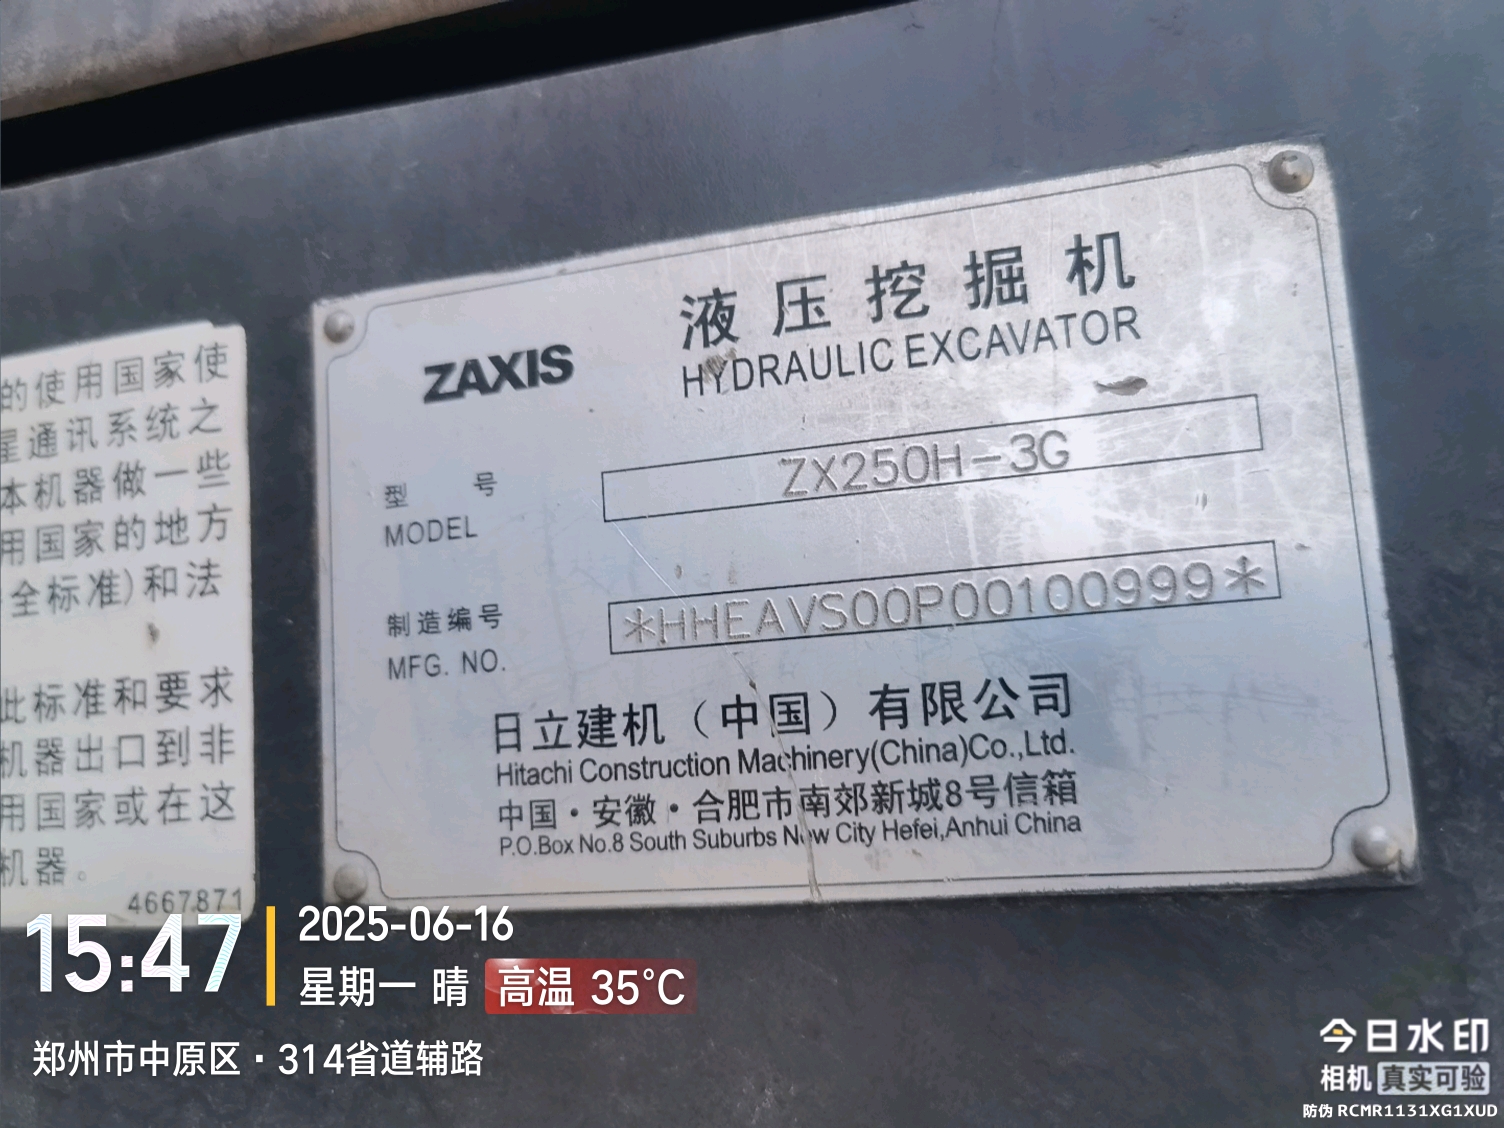 的使用国家使
星通讯系统之
本机器做一些
用国家的地方
全标准)和法
此标准和要求
机器出口到非
用国家或在这
机器。
4667871
ZAXIS
液压挖掘机
HYDRAULIC EXCAVATOR
型号 ZX250H-3G
MODEL
制造编号 *HHEAVS00P00100999*
MFG. NO.
日立建机（中国）有限公司
Hitachi Construction Machinery(China)Co.,Ltd.
中国·安徽·合肥市南郊新城8号信箱
P.O.Box No.8 South Suburbs New City Hefei,Anhui China
15:47
2025-06-16
星期一 晴 高温 35°C
郑州市中原区·314省道辅路
今日水印
相机 真实可验
防伪 RCMR1131XG1XUD